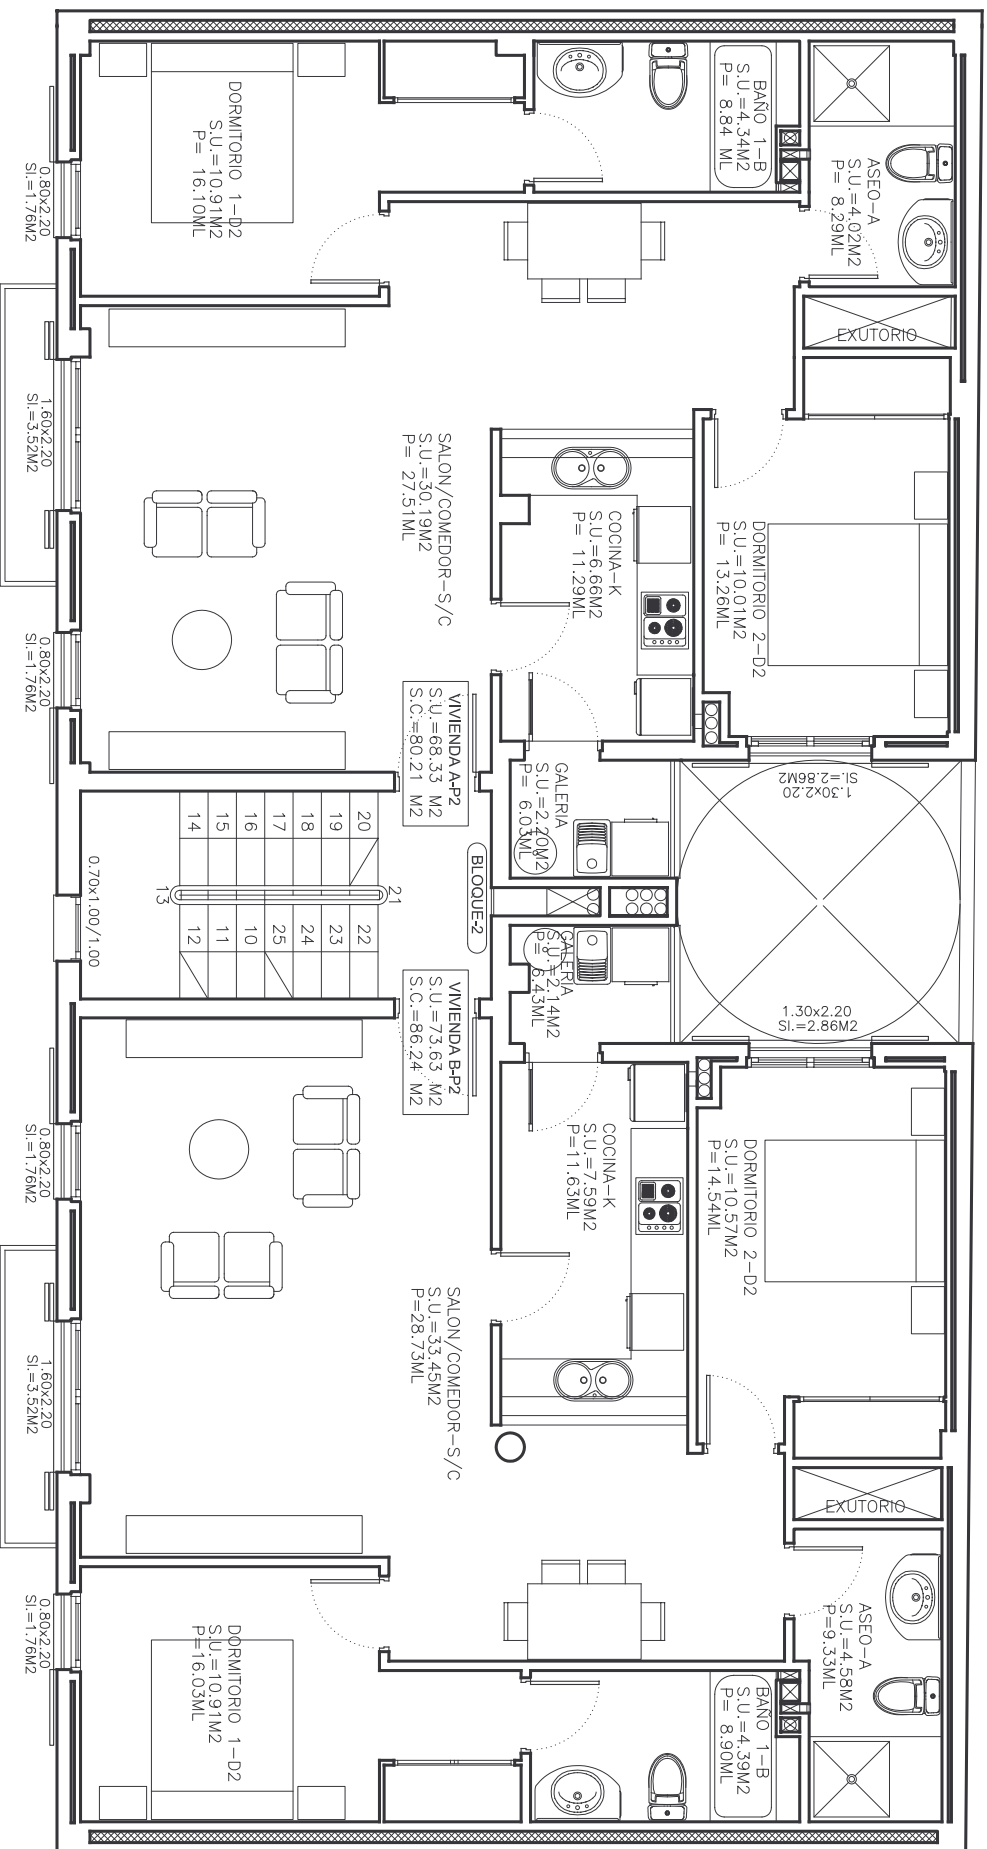 BAÑO 1-B
S.U.=4.34M2
P= 8.84 ML
ASEO-A
S.U.=4.02M2
P= 8.29ML
DORMITORIO 1-D2
S.U.=10.91M2
P= 16.10ML
0.80x2.20
SI.=1.76M2
EXUTORIO
1.60x2.20
SI.=3.52M2
SALON/COMEDOR-S/C
S.U.=30.19M2
P= 27.51ML
COCINA-K
S.U.=6.66M2
P= 11.29ML
DORMITORIO 2-D2
S.U.=10.01M2
P= 13.26ML
0.80x2.20
SI.=1.76M2
VIVIENDA A-P2
S.U.=68.33 M2
S.C.=80.21 M2
GALERIA
S.U.=2.20M2
P= 6.03ML
1.30x2.20
SI.=2.86M2
14
15
16
17
18
19
20
13
21
12
11
10
25
24
23
22
BLOQUE-2
0.70x1.00/1.00
GALERIA
S.U.=2.14M2
P= 6.43ML
1.30x2.20
SI.=2.86M2
VIVIENDA B-P2
S.U.=73.63 M2
S.C.=86.24 M2
0.80x2.20
SI.=1.76M2
COCINA-K
S.U.=7.59M2
P=11.63ML
DORMITORIO 2-D2
S.U.=10.57M2
P=14.54ML
SALON/COMEDOR-S/C
S.U.=33.45M2
P=28.73ML
1.60x2.20
SI.=3.52M2
EXUTORIO
ASEO-A
S.U.=4.58M2
P=9.33ML
0.80x2.20
SI.=1.76M2
DORMITORIO 1-D2
S.U.=10.91M2
P=16.03ML
BAÑO 1-B
S.U.=4.39M2
P= 8.90ML